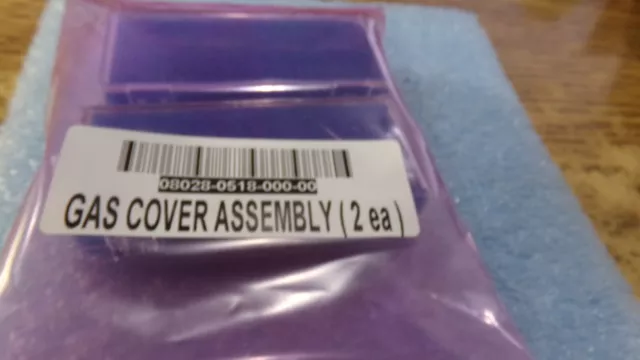 08028-0518-000-00
GAS COVER ASSEMBLY ( 2 ea )